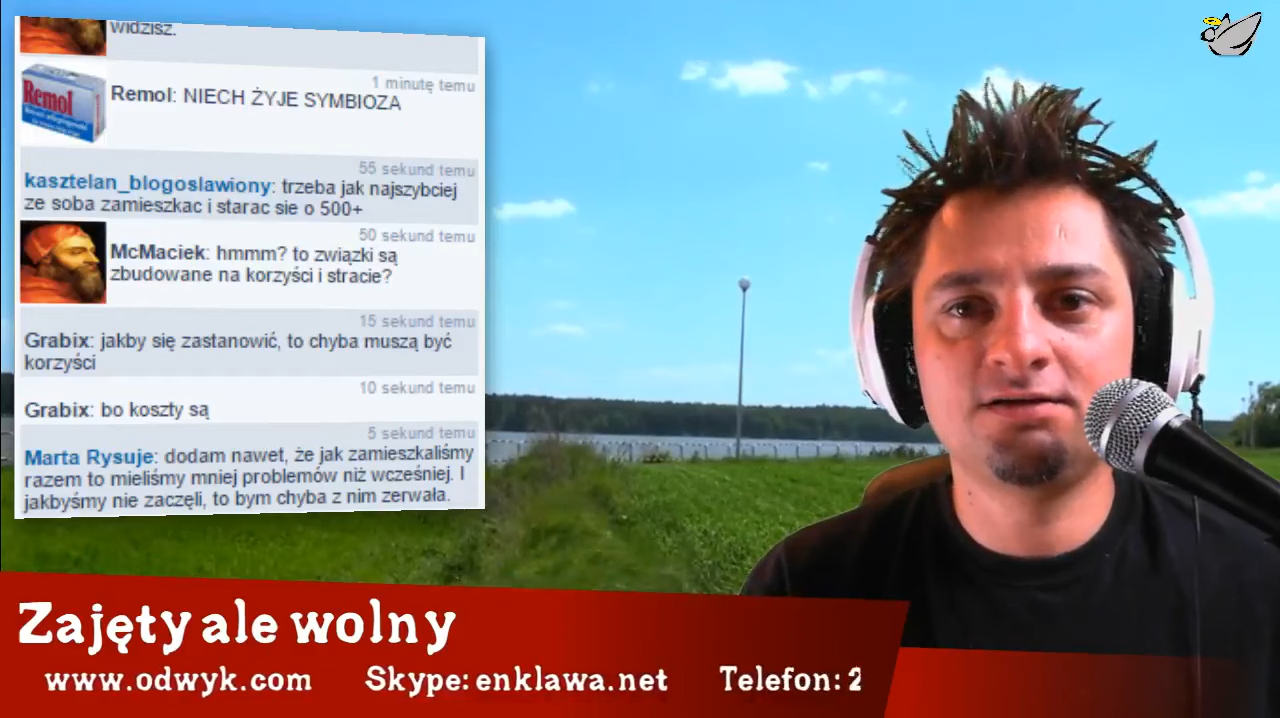 widzisz.
1 minutę temu
Remol
Remol: NIECH ŻYJE SYMBIOZA
55 sekund temu
kasztelan_blogoslawiony: trzeba jak najszybciej
ze soba zamieszkac i starac sie o 500+
50 sekund temu
McMaciek: hmmm? to związki są
zbudowane na korzyści i stracie?
15 sekund temu
Grabix: jakby się zastanowić, to chyba muszą być
korzyści
10 sekund temu
Grabix: bo koszty są
5 sekund temu
Marta Rysuje: dodam nawet, że jak zamieszkaliśmy
razem to mieliśmy mniej problemów niż wcześniej. I
jakbyśmy nie zaczęli, to bym chyba z nim zerwała.
Zajęty ale wolny
www.odwyk.com Skype: enklawa.net Telefon: 2